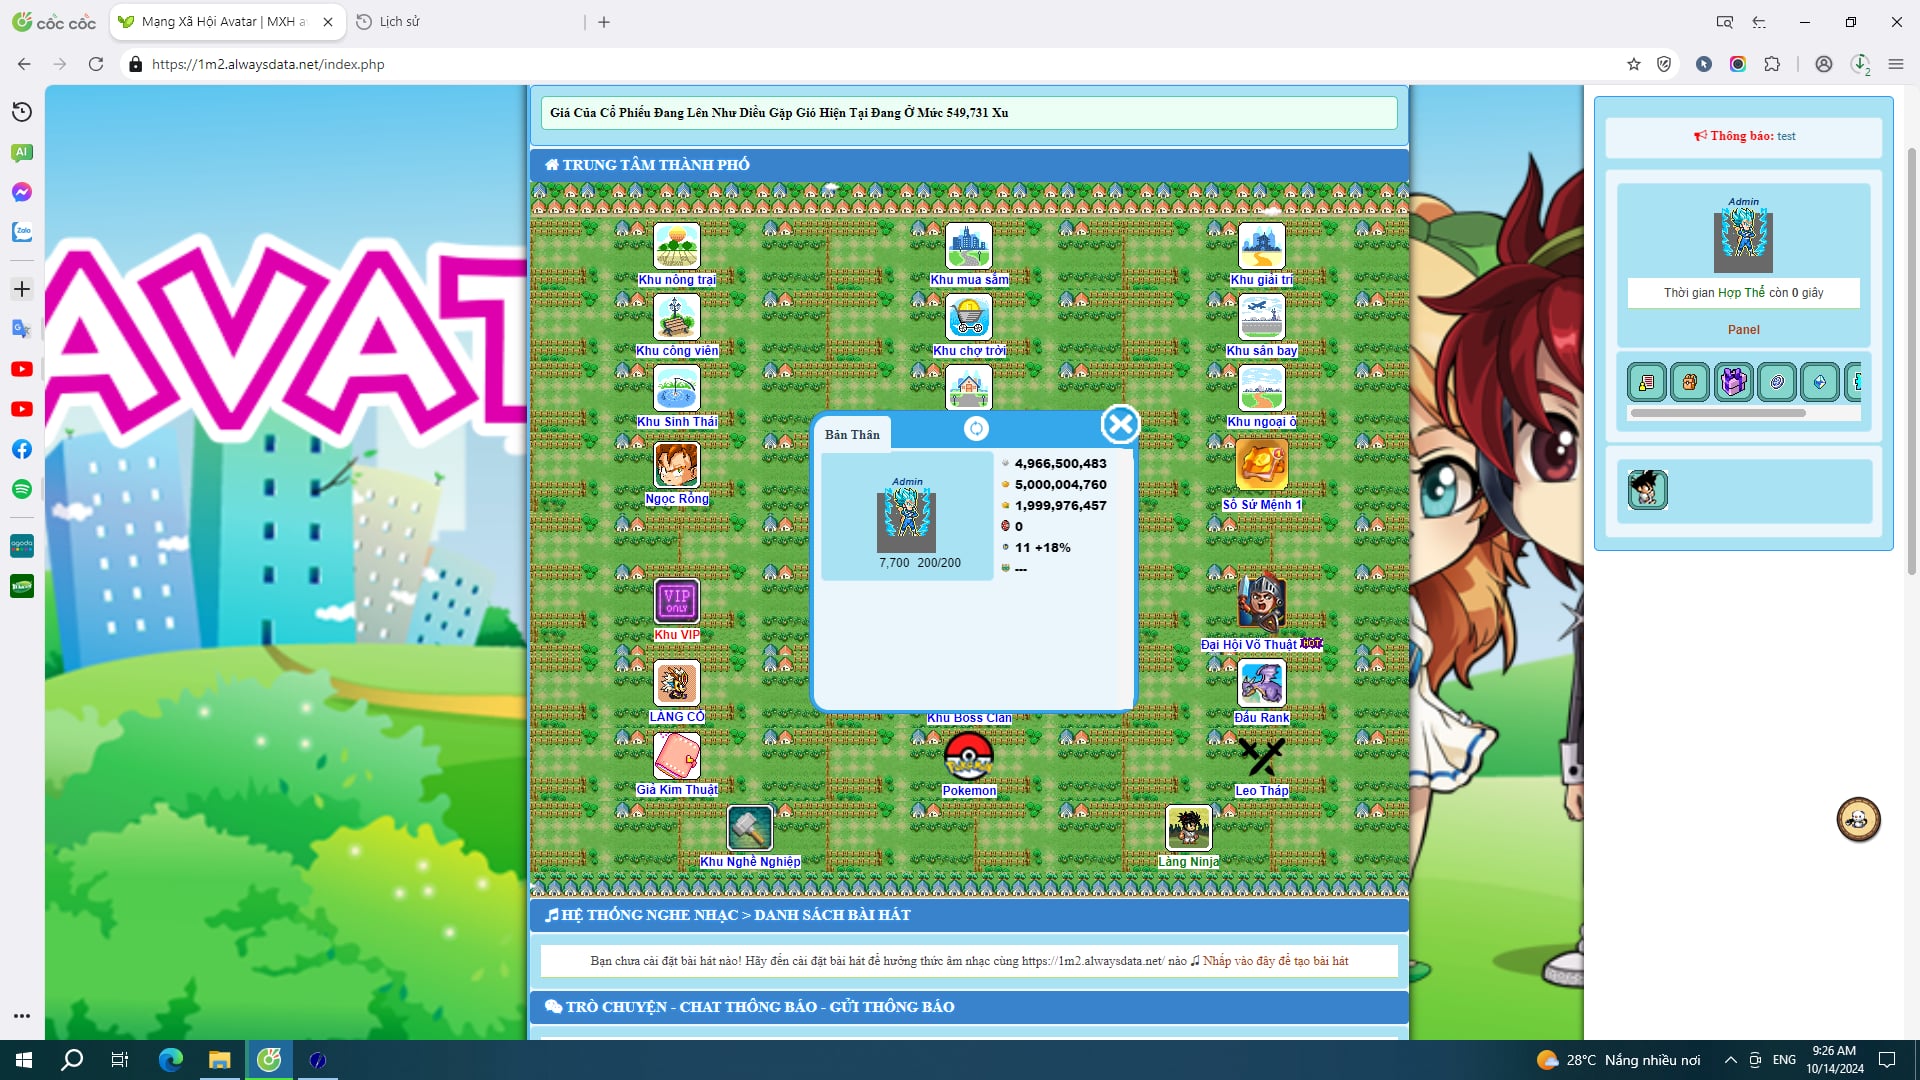 cốc cốc
Mạng Xã Hội Avatar | MXH a
Lịch sử
https://1m2.alwaysdata.net/index.php
AI
Zalo
agoda
AVAT
Giá Của Cổ Phiếu Đang Lên Như Diều Gặp Gió Hiện Tại Đang Ở Mức 549,731 Xu
TRUNG TÂM THÀNH PHỐ
Khu nông trại
Khu mua sắm
Khu giải trí
Khu công viên
Khu chợ trời
Khu sân bay
Khu Sinh Thái
Khu ngoại ô
Ngọc Rồng
Số Sứ Mệnh 1
VIP
ONLY
Khu VIP
Đại Hội Võ Thuật HOT
LÀNG CỔ
Khu Boss Clan
Đấu Rank
Giả Kim Thuật
Pokemon
Leo Tháp
Khu Nghề Nghiệp
Làng Ninja
Bản Thân
Admin
7,700 200/200
4,966,500,483
5,000,004,760
1,999,976,457
0
11 +18%
---
HỆ THỐNG NGHE NHẠC > DANH SÁCH BÀI HÁT
Bạn chưa cài đặt bài hát nào! Hãy đến cài đặt bài hát để hưởng thức âm nhạc cùng https://1m2.alwaysdata.net/ nào ♫ Nhấp vào đây để tạo bài hát
TRÒ CHUYỆN - CHAT THÔNG BÁO - GỬI THÔNG BÁO
Thông báo: test
Admin
Thời gian Hợp Thể còn 0 giây
Panel
28°C Nắng nhiều nơi
ENG
9:26 AM
10/14/2024